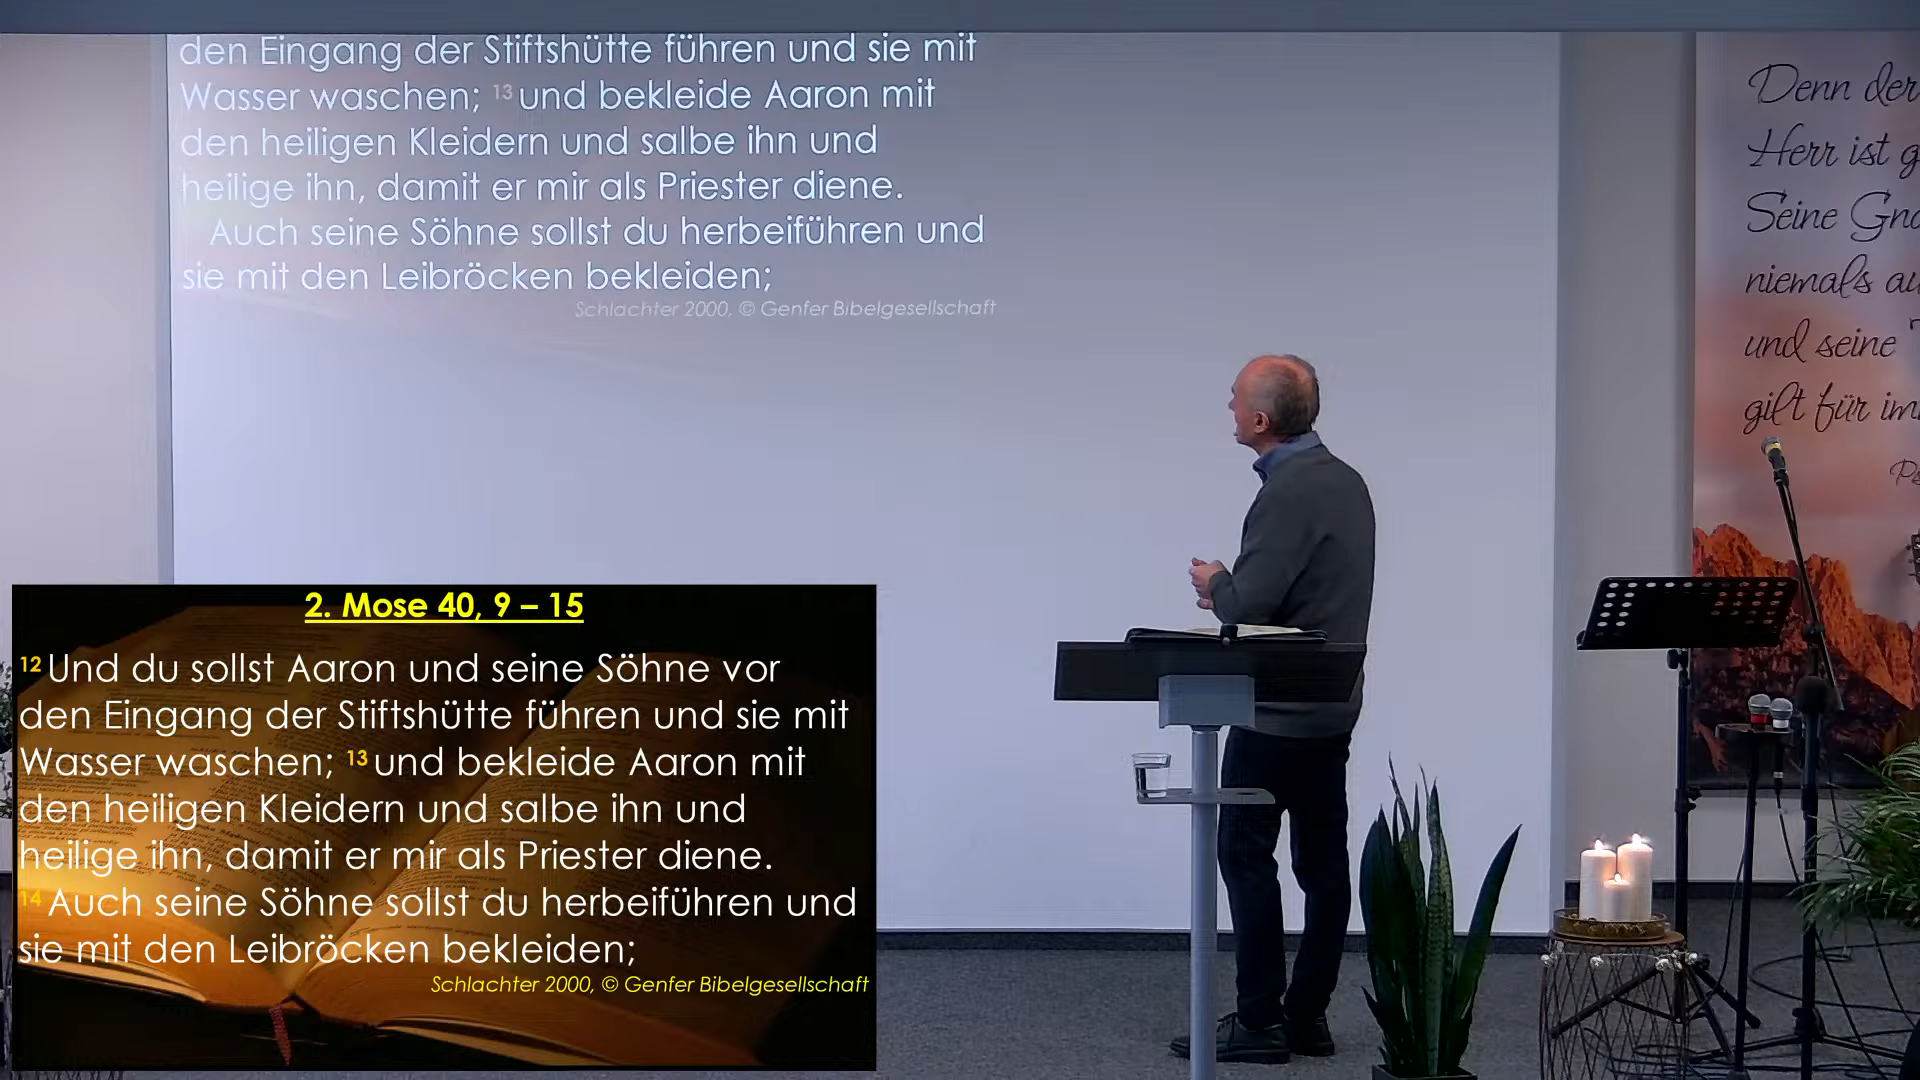 den Eingang der Stiftshütte führen und sie mit
Wasser waschen; 13 und bekleide Aaron mit
den heiligen Kleidern und salbe ihn und
heilige ihn, damit er mir als Priester diene.
Auch seine Söhne sollst du herbeiführen und
sie mit den Leibröcken bekleiden;
Schlachter 2000, © Genfer Bibelgesellschaft
Denn der
Herr ist g
Seine Gna
niemals au
und seine
gilt für im
Ps
2. Mose 40, 9 – 15
12 Und du sollst Aaron und seine Söhne vor
den Eingang der Stiftshütte führen und sie mit
Wasser waschen; 13 und bekleide Aaron mit
den heiligen Kleidern und salbe ihn und
heilige ihn, damit er mir als Priester diene.
14 Auch seine Söhne sollst du herbeiführen und
sie mit den Leibröcken bekleiden;
Schlachter 2000, © Genfer Bibelgesellschaft